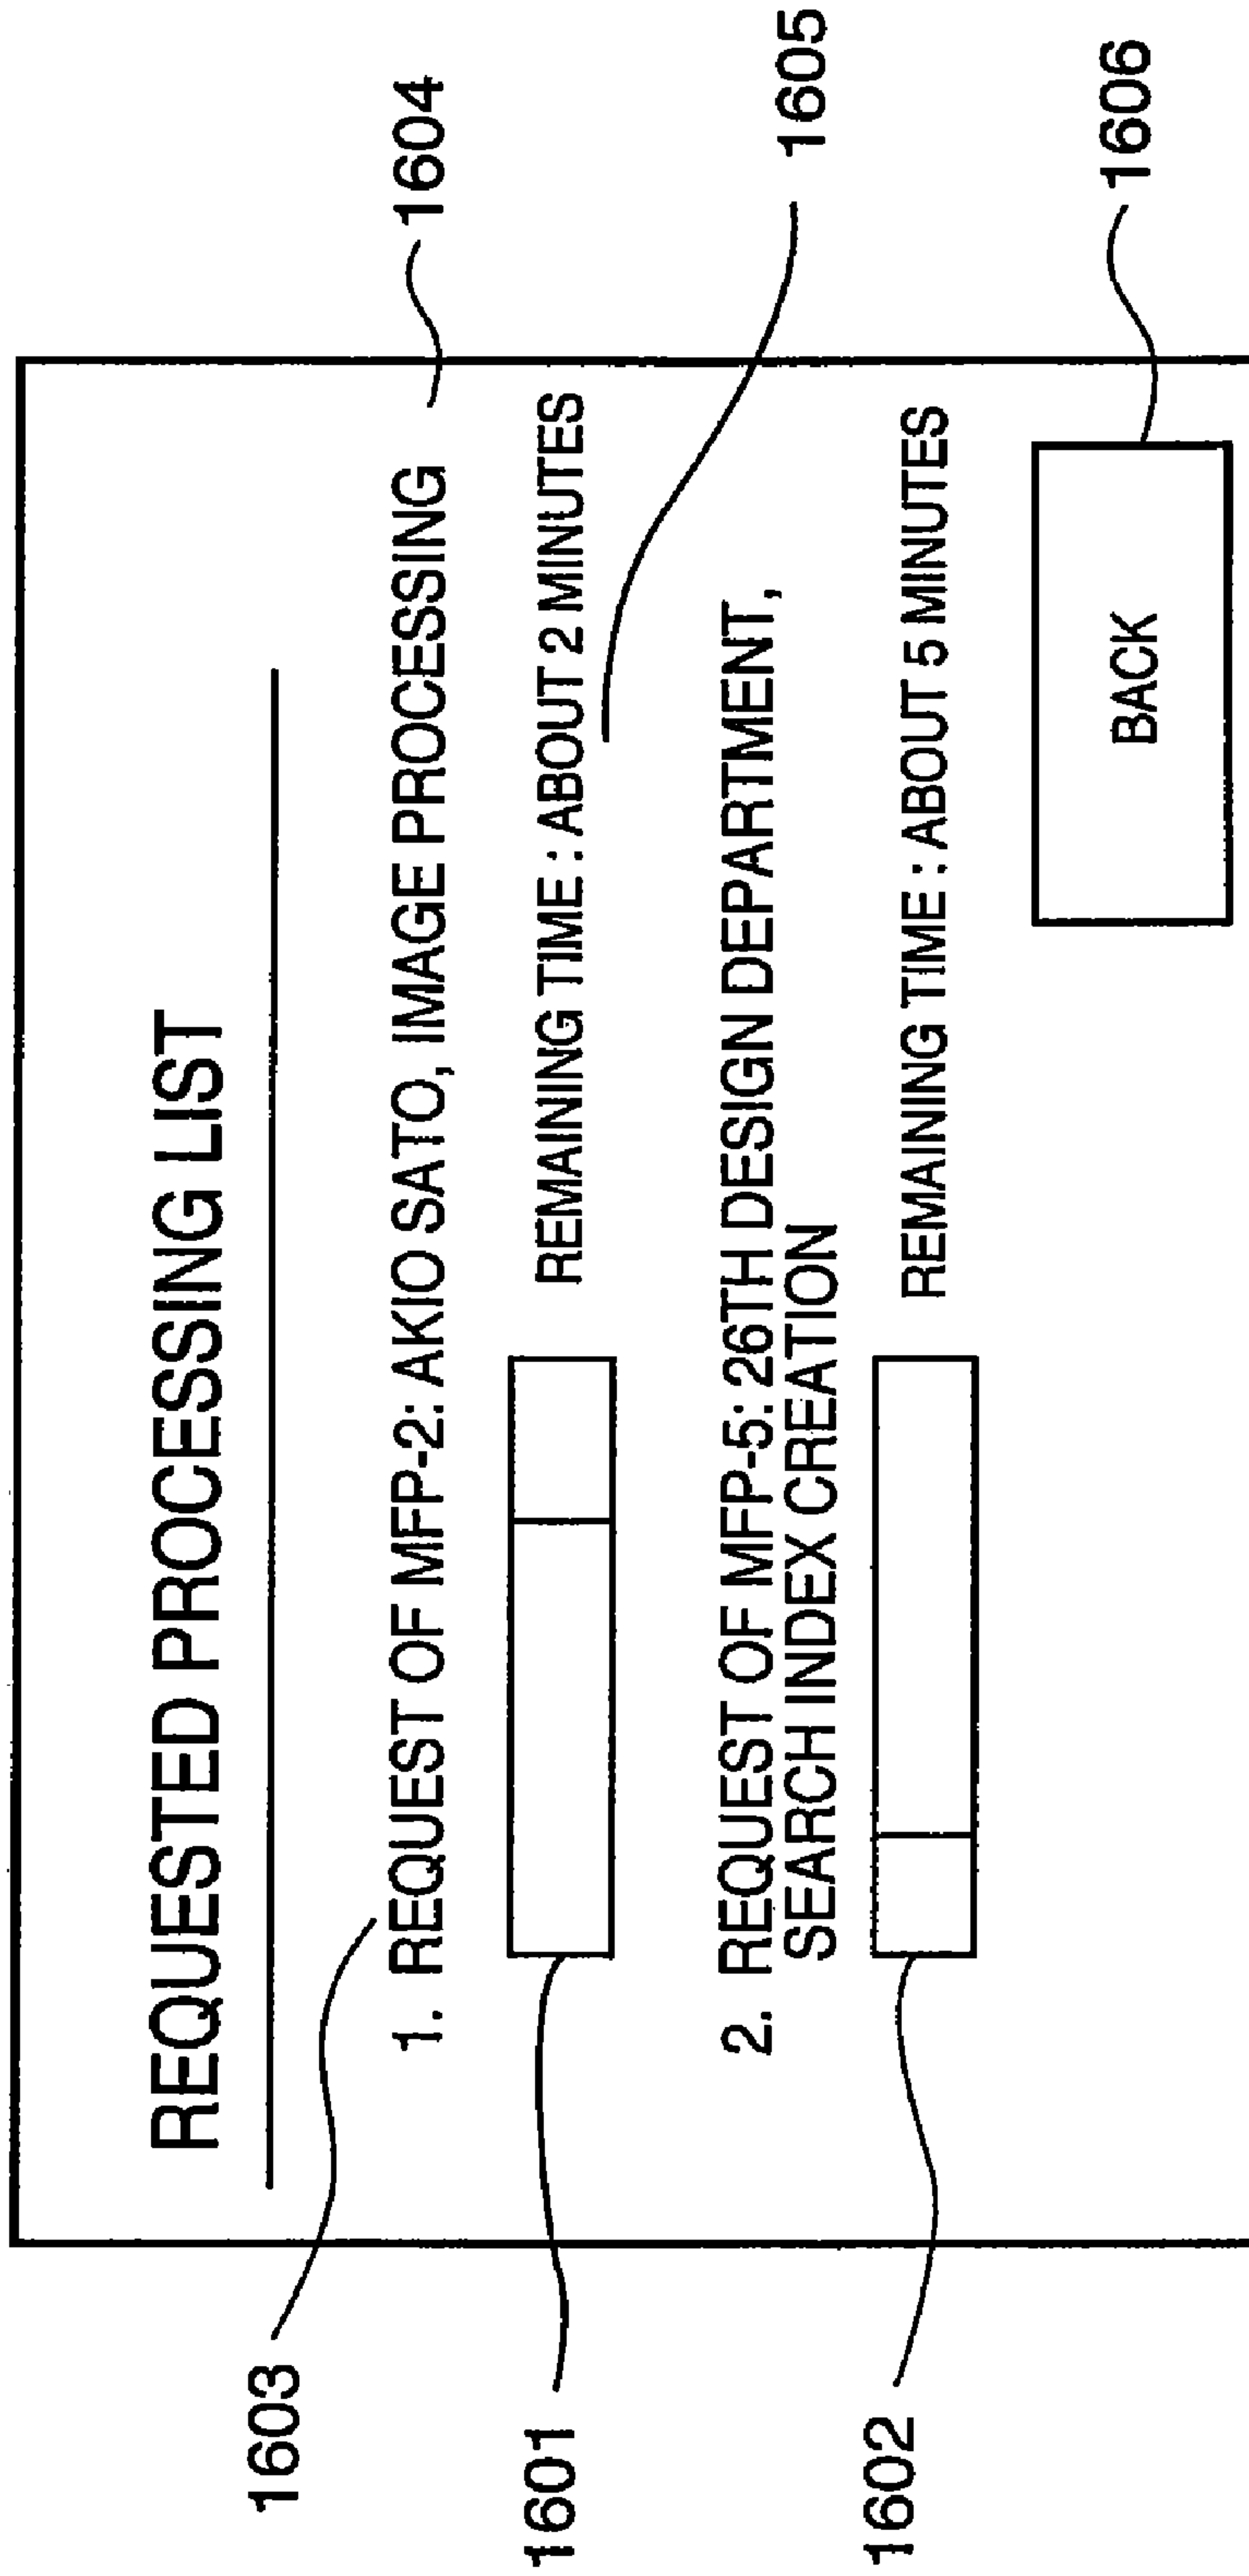 REQUESTED PROCESSING LIST
1603
1604
1. REQUEST OF MFP-2: AKIO SATO, IMAGE PROCESSING
1601
REMAINING TIME : ABOUT 2 MINUTES
1605
2. REQUEST OF MFP-5: 26TH DESIGN DEPARTMENT,
SEARCH INDEX CREATION
1602
REMAINING TIME : ABOUT 5 MINUTES
BACK
1606